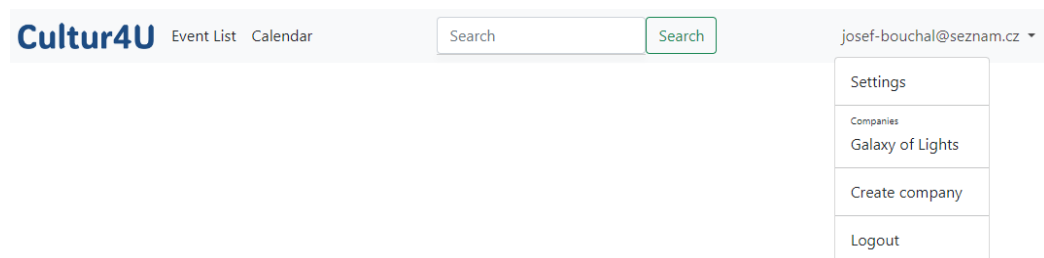 Cultur4U Event List Calendar Search Search josef-bouchal@seznam.cz
Settings
Companies
Galaxy of Lights
Create company
Logout